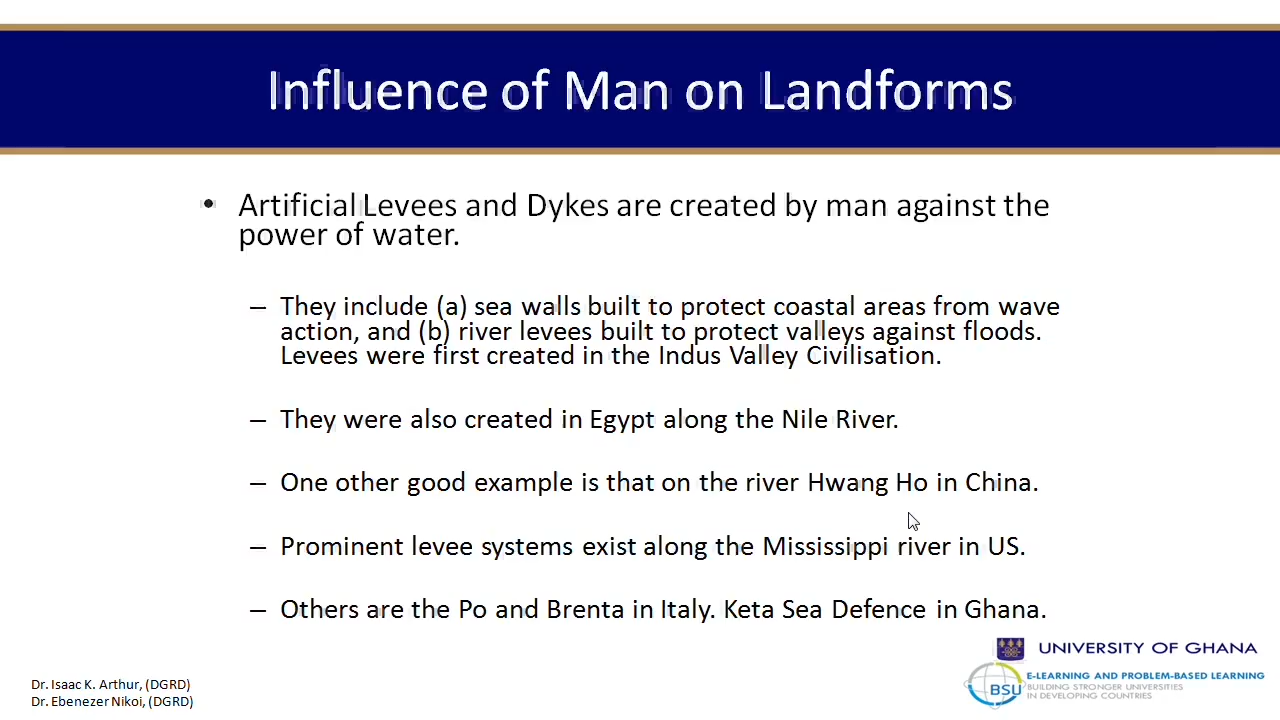 Influence of Man on Landforms
• Artificial Levees and Dykes are created by man against the
power of water.
– They include (a) sea walls built to protect coastal areas from wave
action, and (b) river levees built to protect valleys against floods.
Levees were first created in the Indus Valley Civilisation.
– They were also created in Egypt along the Nile River.
– One other good example is that on the river Hwang Ho in China.
– Prominent levee systems exist along the Mississippi river in US.
– Others are the Po and Brenta in Italy. Keta Sea Defence in Ghana.
UNIVERSITY OF GHANA
Dr. Isaac K. Arthur, (DGRD)
Dr. Ebenezer Nikoi, (DGRD)
BSU
E-LEARNING AND PROBLEM-BASED LEARNING
BUILDING STRONGER UNIVERSITIES
IN DEVELOPING COUNTRIES